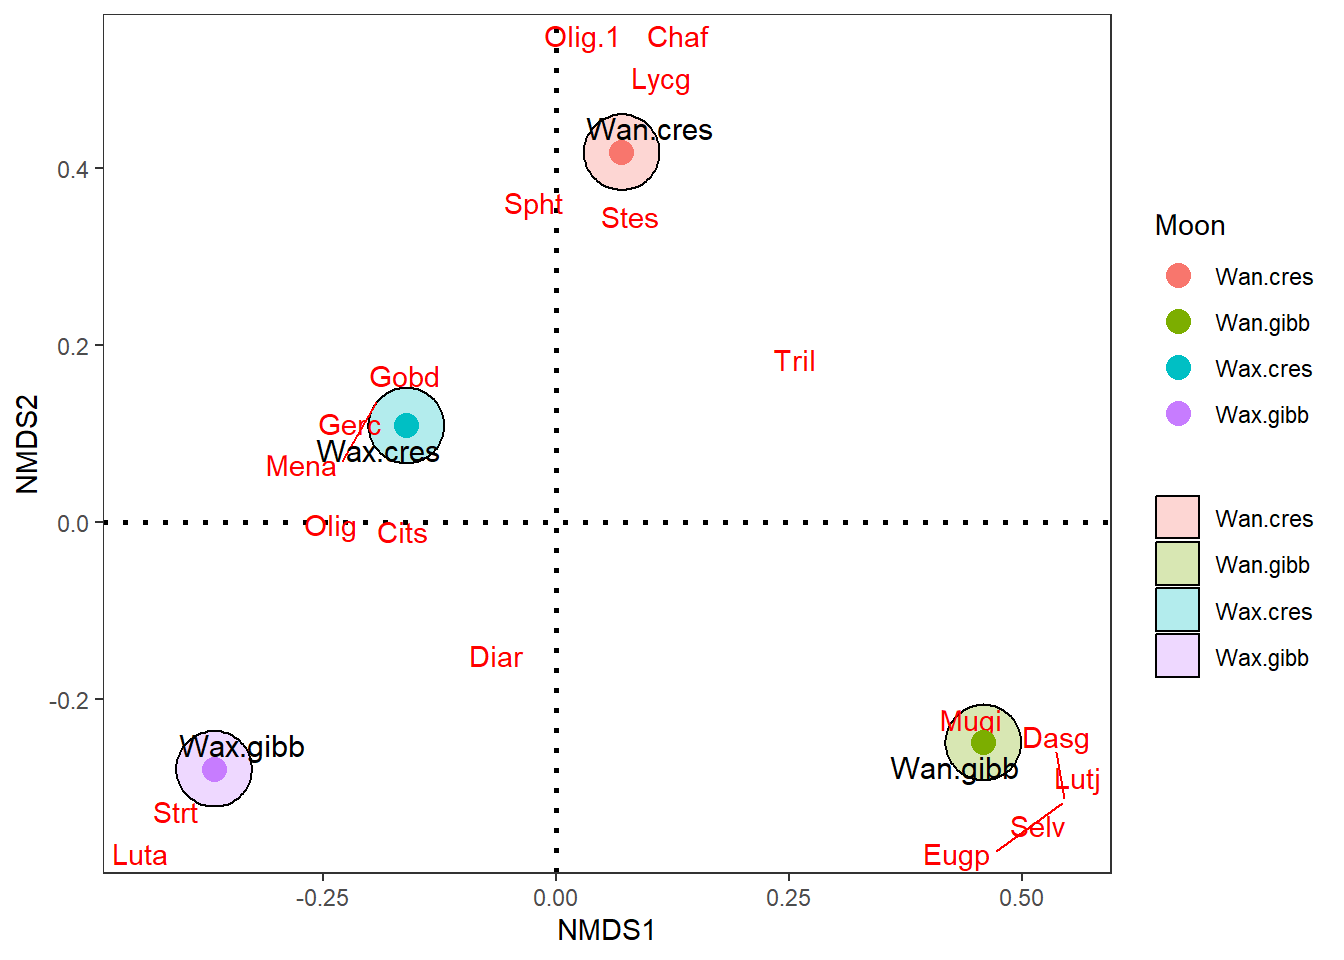 Olig.1 Chaf
Lycg
Wan.cres
Spht
Stes
Tril
Gobd
Gerc
Wax.cres
Mena
Olig
Cits
Diar
Mugi
Dasg
Wax.gibb
Wan.gibb
Lutj
Strt
Selv
Luta
Eugp
0.4
0.2
0.0
-0.2
NMDS2
-0.25
0.00
0.25
0.50
NMDS1
Moon
Wan.cres
Wan.gibb
Wax.cres
Wax.gibb
Wan.cres
Wan.gibb
Wax.cres
Wax.gibb